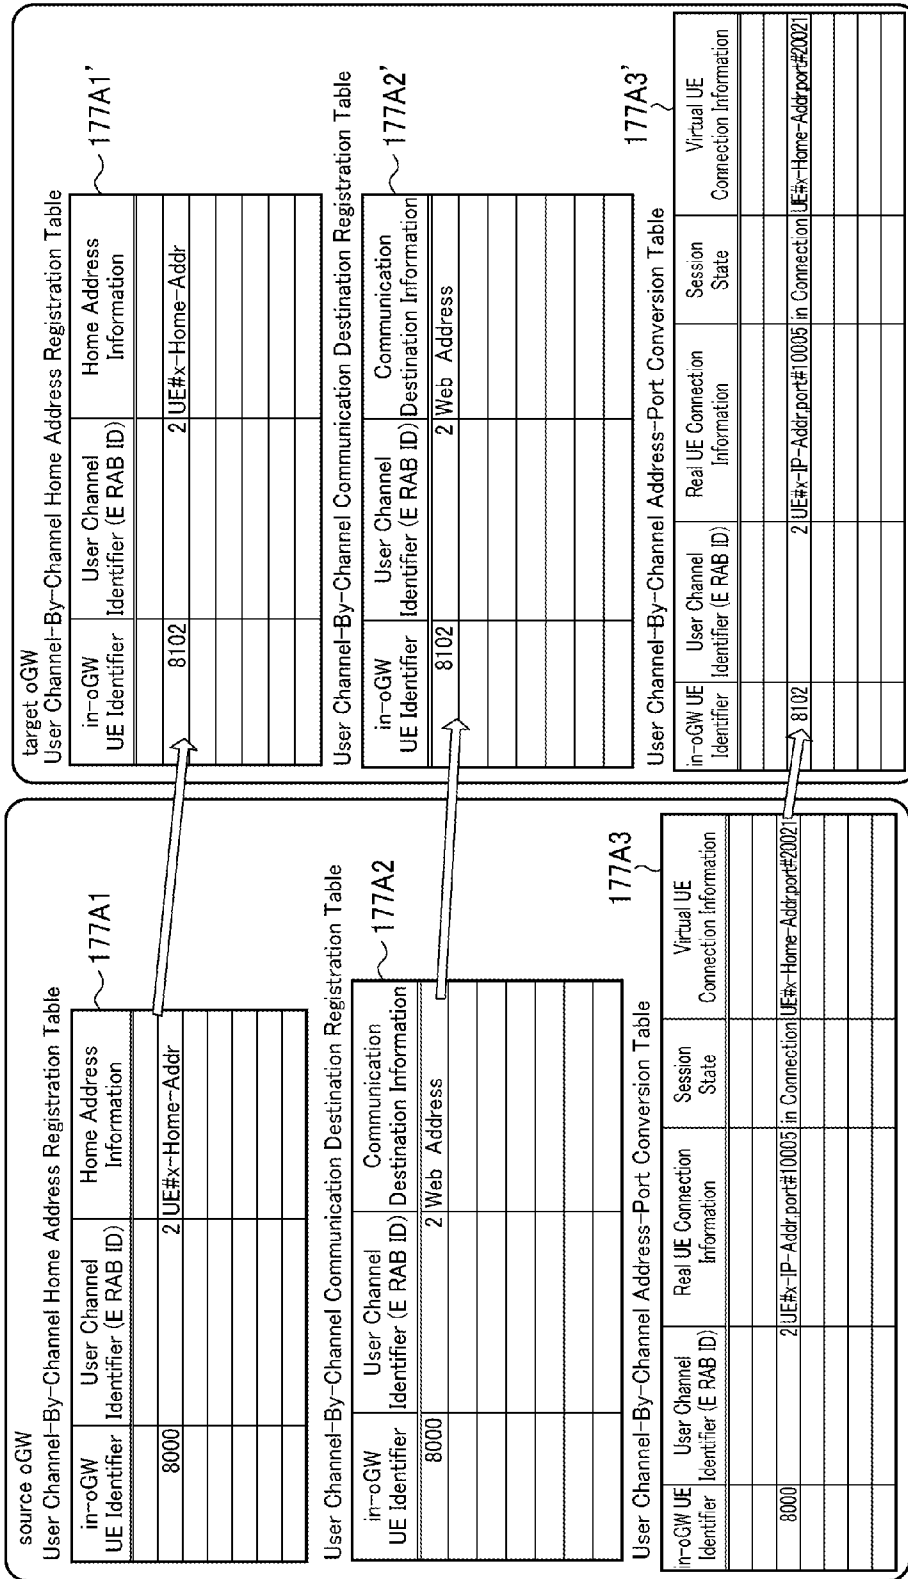 source oGW
User Channel-By-Channel Home Address Registration Table
177A1
in-oGW UE Identifier
User Channel Identifier (E RAB ID)
Home Address Information
8000
2
UE#x-Home-Addr
User Channel-By-Channel Communication Destination Registration Table
177A2
in-oGW UE Identifier
User Channel Identifier (E RAB ID)
Communication Destination Information
8000
2
Web Address
User Channel-By-Channel Address-Port Conversion Table
177A3
in-oGW UE Identifier
User Channel Identifier (E RAB ID)
Real UE Connection Information
Session State
Virtual UE Connection Information
8000
2
UE#x-IP-Addr,port#10005
in Connection
UE#x-Home-Addr,port#20021
target oGW
User Channel-By-Channel Home Address Registration Table
177A1’
in-oGW UE Identifier
User Channel Identifier (E RAB ID)
Home Address Information
8102
2
UE#x-Home-Addr
User Channel-By-Channel Communication Destination Registration Table
177A2’
in-oGW UE Identifier
User Channel Identifier (E RAB ID)
Communication Destination Information
8102
2
Web Address
User Channel-By-Channel Address-Port Conversion Table
177A3’
in-oGW UE Identifier
User Channel Identifier (E RAB ID)
Real UE Connection Information
Session State
Virtual UE Connection Information
8102
2
UE#x-IP-Addr,port#10005
in Connection
UE#x-Home-Addr,port#20021